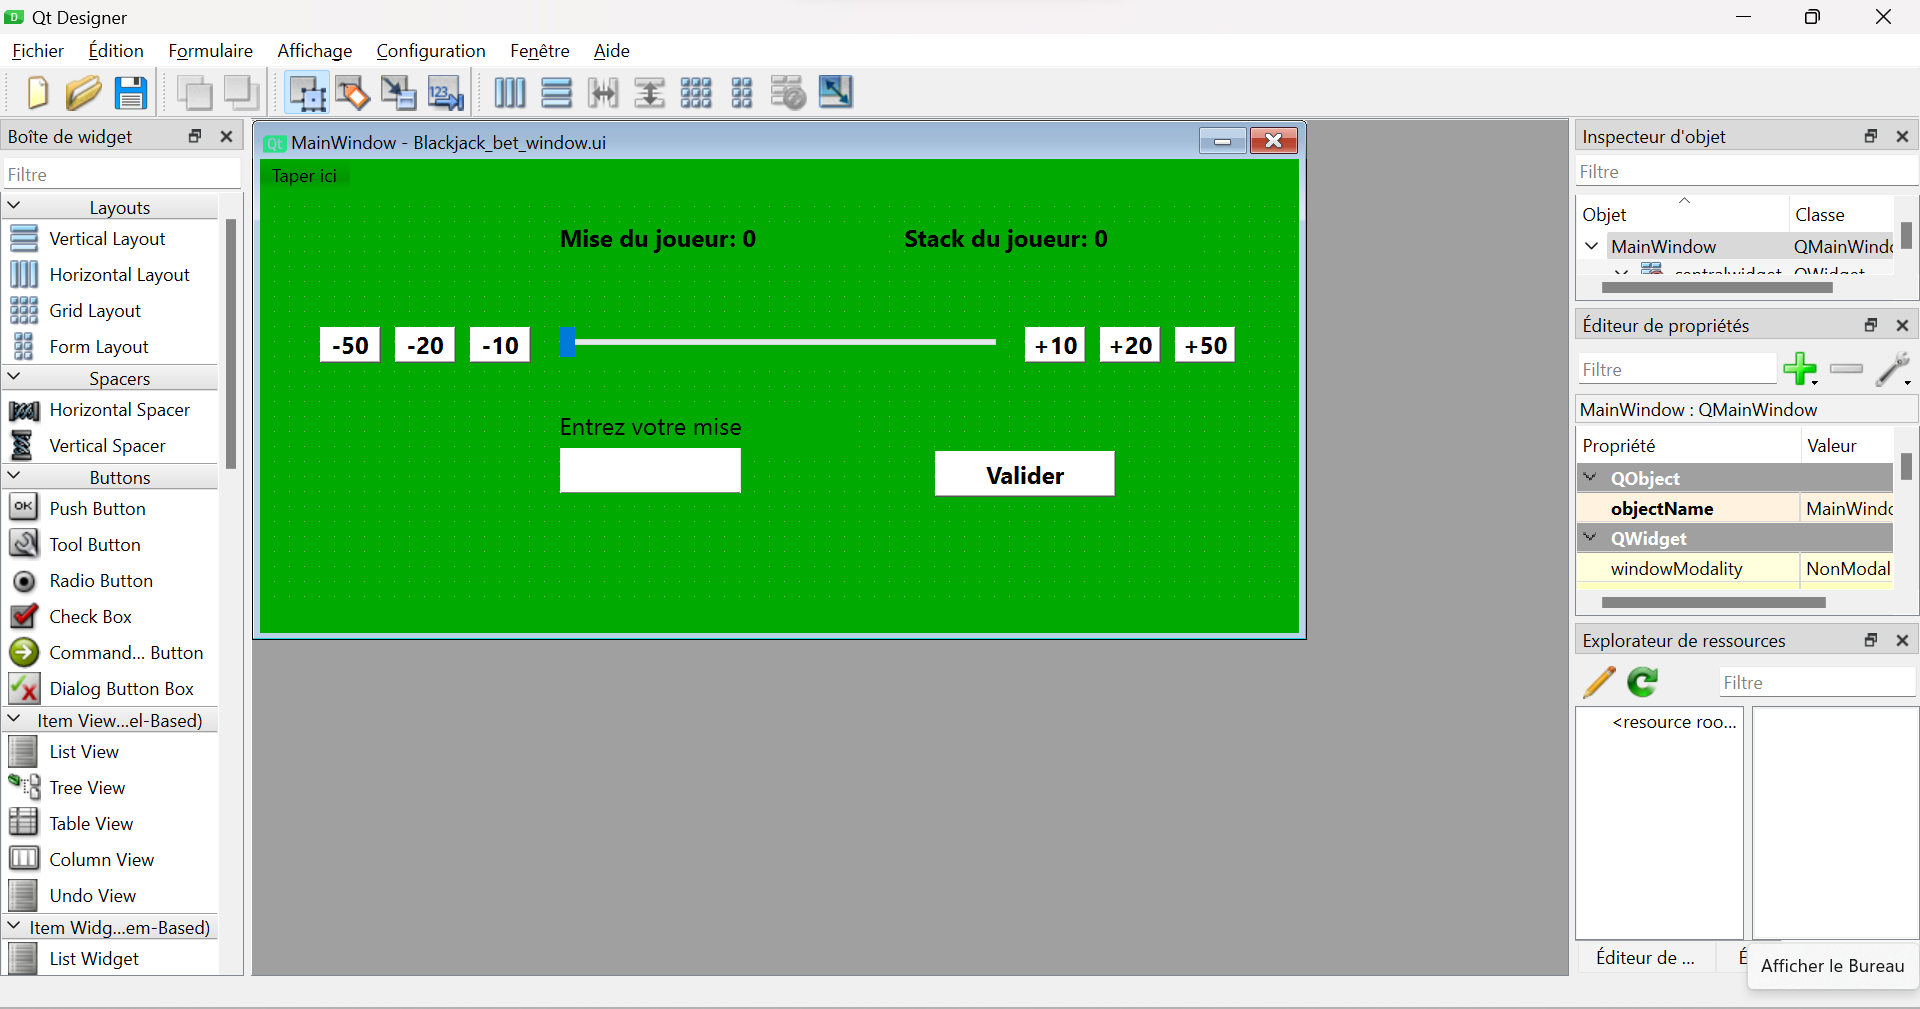 Qt Designer
Fichier Édition Formulaire Affichage Configuration Fenêtre Aide
Boîte de widget
Filtre
Layouts
Vertical Layout
Horizontal Layout
Grid Layout
Form Layout
Spacers
Horizontal Spacer
Vertical Spacer
Buttons
OK Push Button
Tool Button
Radio Button
Check Box
Command... Button
Dialog Button Box
Item View...el-Based)
List View
Tree View
Table View
Column View
Undo View
Item Widg...em-Based)
List Widget
Qt MainWindow - Blackjack_bet_window.ui
Taper ici
Mise du joueur: 0 Stack du joueur: 0
-50 -20 -10 +10 +20 +50
Entrez votre mise
Valider
Inspecteur d'objet
Filtre
Objet Classe
MainWindow QMainWind
centralwidget QWidget
Éditeur de propriétés
Filtre
MainWindow : QMainWindow
Propriété Valeur
QObject
objectName MainWind
QWidget
windowModality NonModal
Explorateur de ressources
Filtre
<resource roo...
Éditeur de ... É
Afficher le Bureau